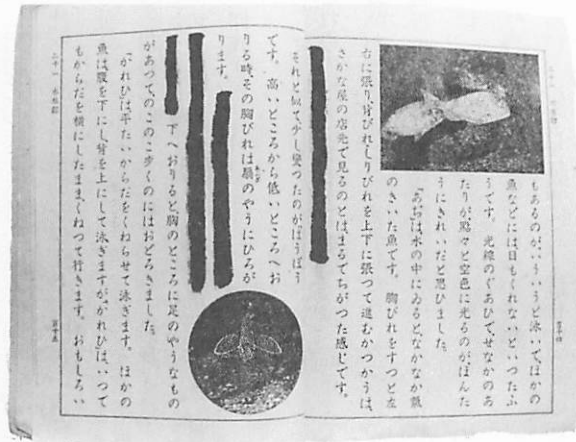 もあるのが、いういうと泳いで、ほかの
魚などには目もくれないといつたふ
うです。光線のぐあひで、せなかのあ
たりが點々と空色に光るのがほんた
うにきれいだと思ひました。
「あぢ」は水の中にゐると、なかなか氣
のきいた魚です。胸びれをすつと左
右に張り、背びれ・しりびれを上下に張つて進むかつかうは、
さかな屋の店先で見るのとは、まるでちがつた感じです。
それと似て、少し變つたのが「はうばう」
です。高いところから低いところへお
りる時、その胸びれは扇のやうにひろが
ります。
下へおりると、胸のところに足のやうなもの
があつて、のこのこ歩くのにはおどろきました。
「かれひ」は平たいからだをくねらせて泳ぎます。ほかの
魚は、腹を下にし、背を上にして泳ぎますが、「かれひ」は、いつで
もからだを横にしたまま、くねつて行きます。おもしろい
二十一